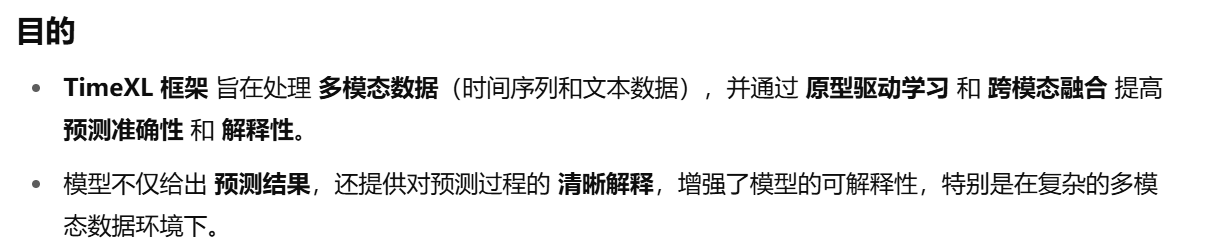 目的
• TimeXL 框架 旨在处理 多模态数据（时间序列和文本数据），并通过 原型驱动学习 和 跨模态融合 提高
预测准确性 和 解释性。
• 模型不仅给出 预测结果，还提供对预测过程的 清晰解释，增强了模型的可解释性，特别是在复杂的多模
态数据环境下。